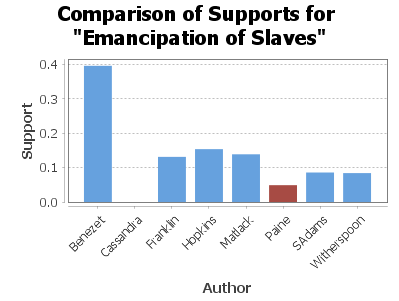 Comparison of Supports for
"Emancipation of Slaves"
Support
0.4
0.3
0.2
0.1
0.0
Benezet
Cassandra
Franklin
Hopkins
Matlack
Paine
SAdams
Witherspoon
Author